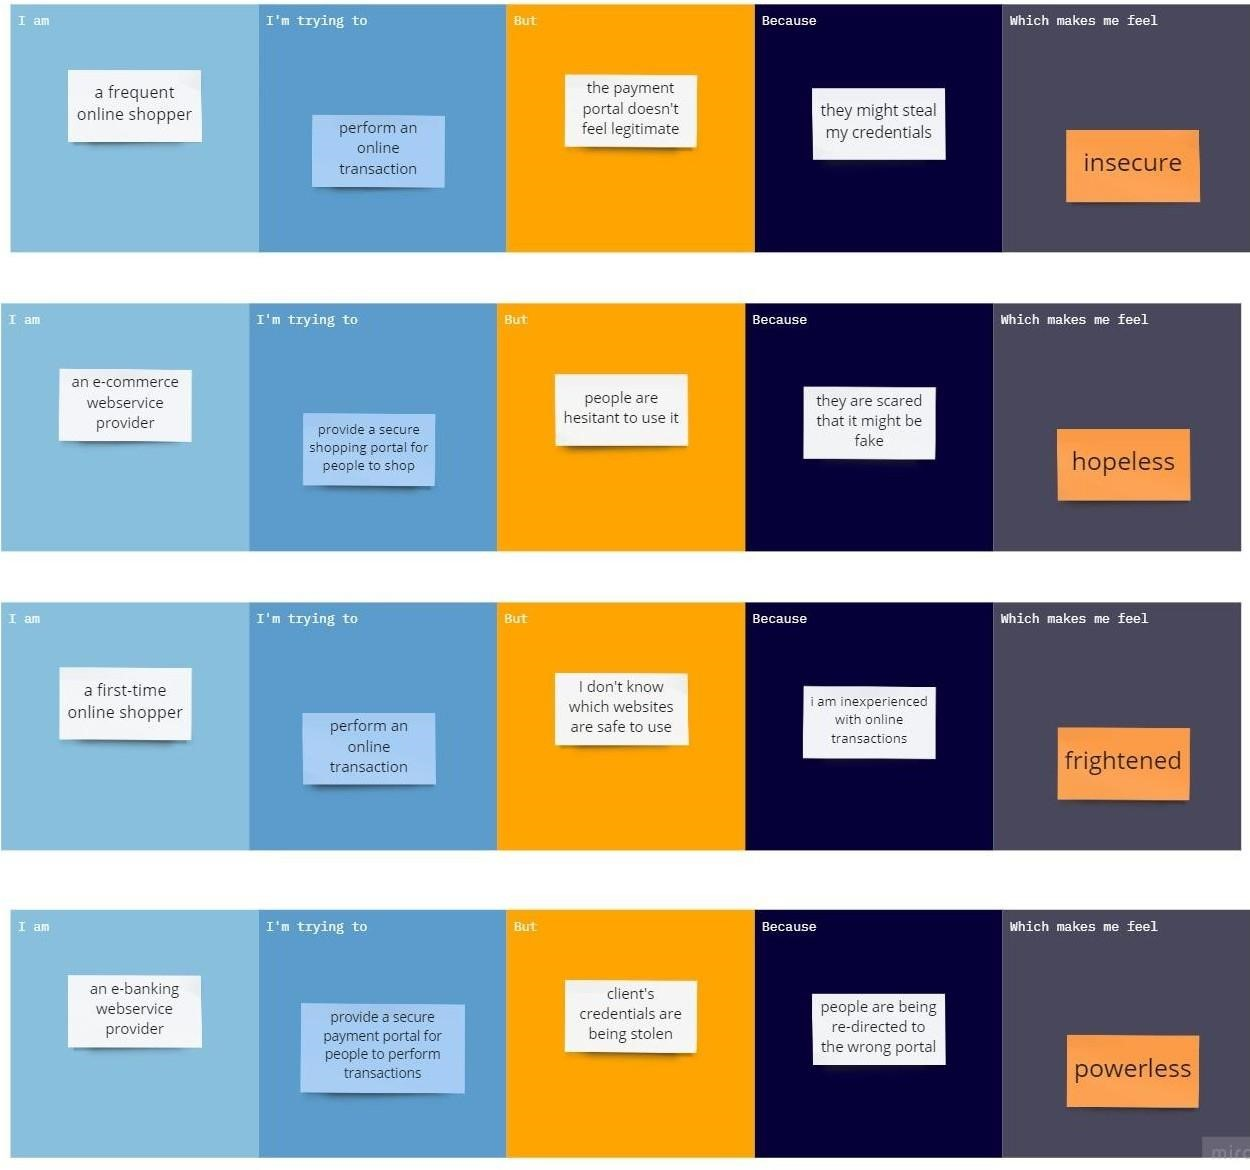 I am
I'm trying to
But
Because
Which makes me feel
a frequent
online shopper
perform an
online
transaction
the payment
portal doesn't
feel legitimate
they might steal
my credentials
insecure
I am
I'm trying to
But
Because
Which makes me feel
an e-commerce
webservice
provider
provide a secure
shopping portal for
people to shop
people are
hesitant to use it
they are scared
that it might be
fake
hopeless
I am
I'm trying to
But
Because
Which makes me feel
a first-time
online shopper
perform an
online
transaction
I don't know
which websites
are safe to use
i am inexperienced
with online
transactions
frightened
I am
I'm trying to
But
Because
Which makes me feel
an e-banking
webservice
provider
provide a secure
payment portal for
people to perform
transactions
client's
credentials are
being stolen
people are being
re-directed to
the wrong portal
powerless